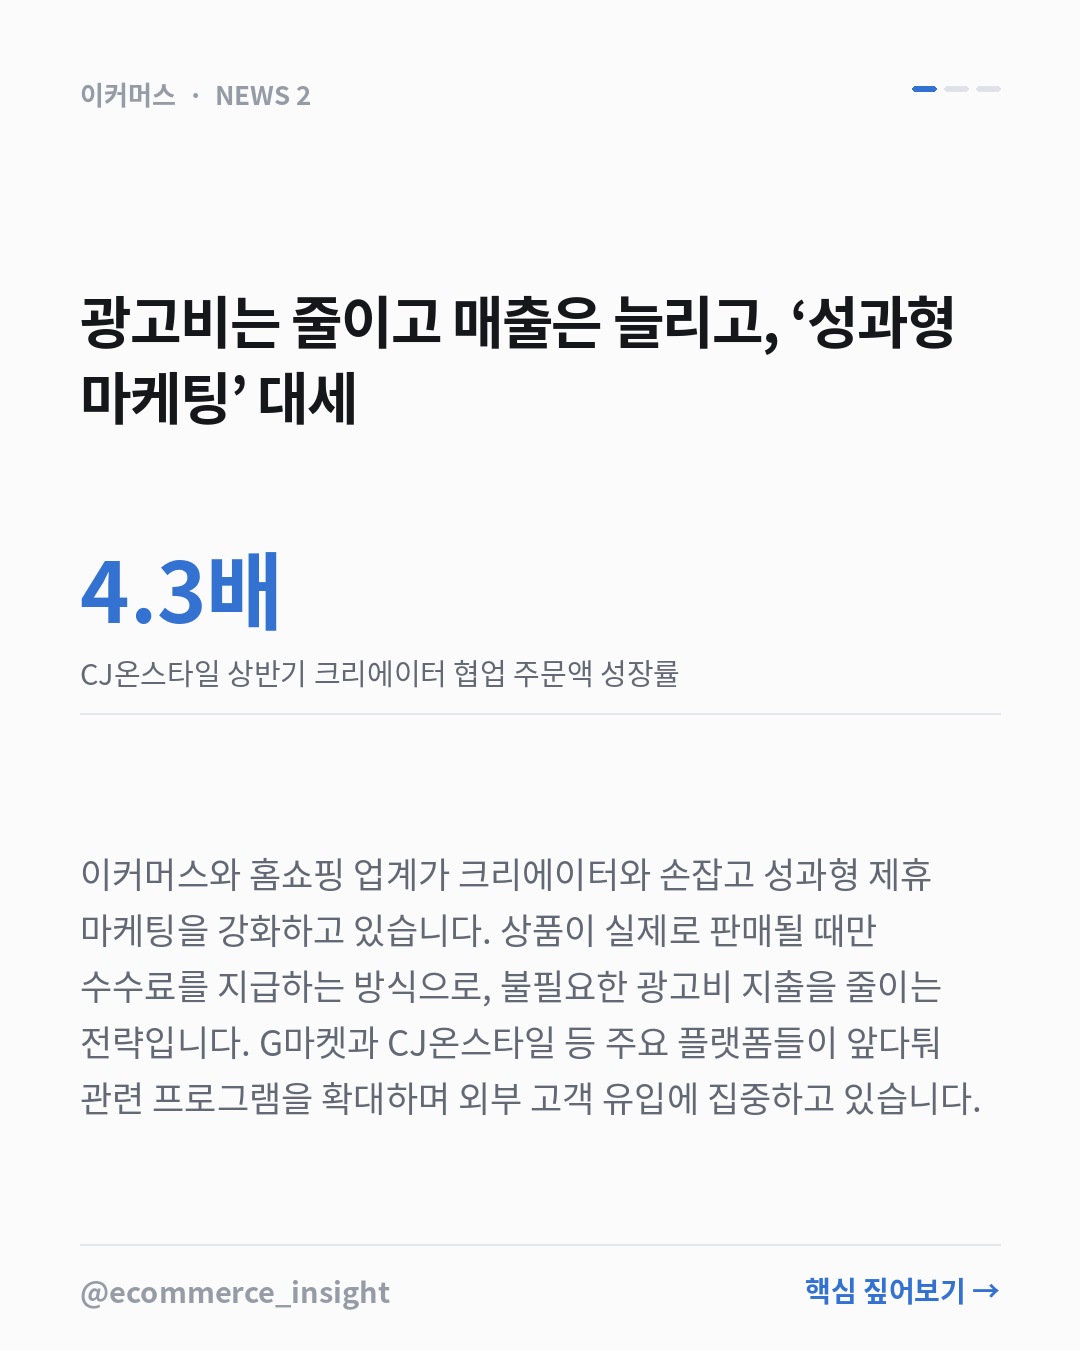 이커머스 · NEWS 2
광고비는 줄이고 매출은 늘리고, ‘성과형
마케팅’ 대세
4.3배
CJ온스타일 상반기 크리에이터 협업 주문액 성장률
이커머스와 홈쇼핑 업계가 크리에이터와 손잡고 성과형 제휴
마케팅을 강화하고 있습니다. 상품이 실제로 판매될 때만
수수료를 지급하는 방식으로, 불필요한 광고비 지출을 줄이는
전략입니다. G마켓과 CJ온스타일 등 주요 플랫폼들이 앞다퉈
관련 프로그램을 확대하며 외부 고객 유입에 집중하고 있습니다.
@ecommerce_insight
핵심 짚어보기 →